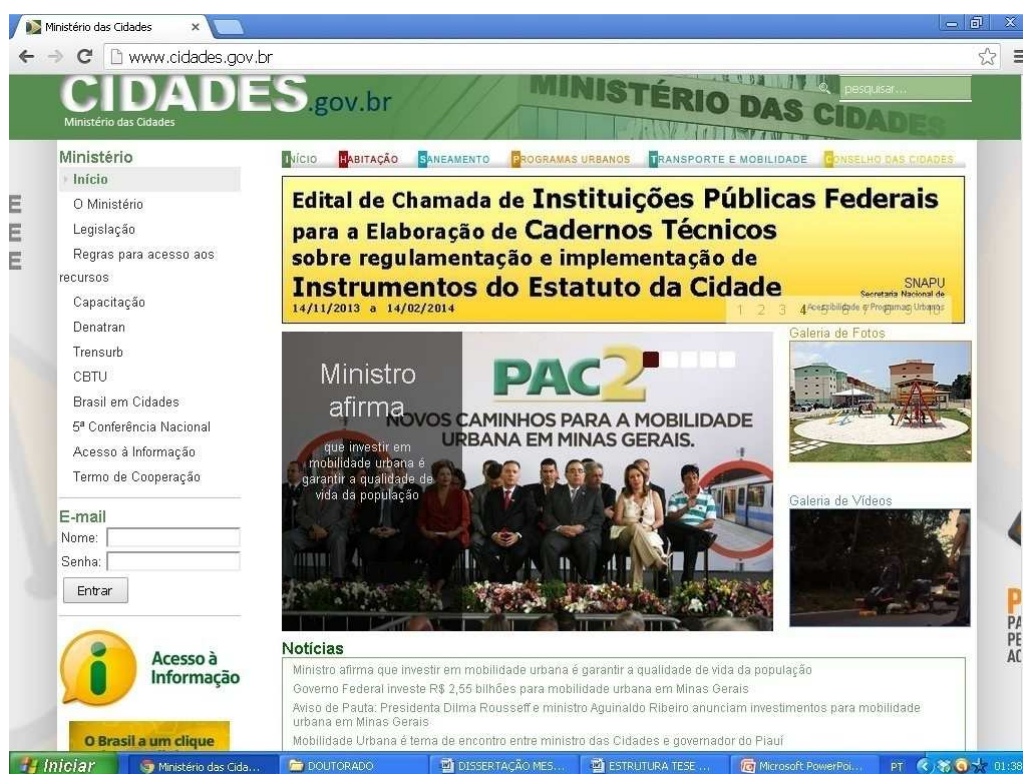 Ministério das Cidades
www.cidades.gov.br
CIDADES.gov.br
Ministério das Cidades
MINISTÉRIO DAS CIDADES
pesquisar...
Ministério
Início
O Ministério
Legislação
Regras para acesso aos
recursos
Capacitação
Denatran
Trensurb
CBTU
Brasil em Cidades
5ª Conferência Nacional
Acesso à Informação
Termo de Cooperação
E-mail
Nome:
Senha:
Entrar
Acesso à
Informação
O Brasil a um clique
INÍCIO HABITAÇÃO SANEAMENTO PROGRAMAS URBANOS TRANSPORTE E MOBILIDADE CONSELHO DAS CIDADES
Edital de Chamada de Instituições Públicas Federais
para a Elaboração de Cadernos Técnicos
sobre regulamentação e implementação de
Instrumentos do Estatuto da Cidade
14/11/2013 a 14/02/2014
SNAPU
Secretaria Nacional de
Acessibilidade e Programas Urbanos
1 2 3 4 5 6 7 8 9 10
Ministro
afirma
que investir em
mobilidade urbana é
garantir a qualidade de
vida da população
PAC2
NOVOS CAMINHOS PARA A MOBILIDADE
URBANA EM MINAS GERAIS.
Galeria de Fotos
Galeria de Vídeos
Notícias
Ministro afirma que investir em mobilidade urbana é garantir a qualidade de vida da população
Governo Federal investe R$ 2,55 bilhões para mobilidade urbana em Minas Gerais
Aviso de Pauta: Presidenta Dilma Rousseff e ministro Aguinaldo Ribeiro anunciam investimentos para mobilidade
urbana em Minas Gerais
Mobilidade Urbana é tema de encontro entre ministro das Cidades e governador do Piauí
E
E
E
P
PA
PE
AC
Iniciar
Ministério das Cida...
DOUTORADO
DISSERTAÇÃO MES...
ESTRUTURA TESE ...
Microsoft PowerPoi...
PT
01:38